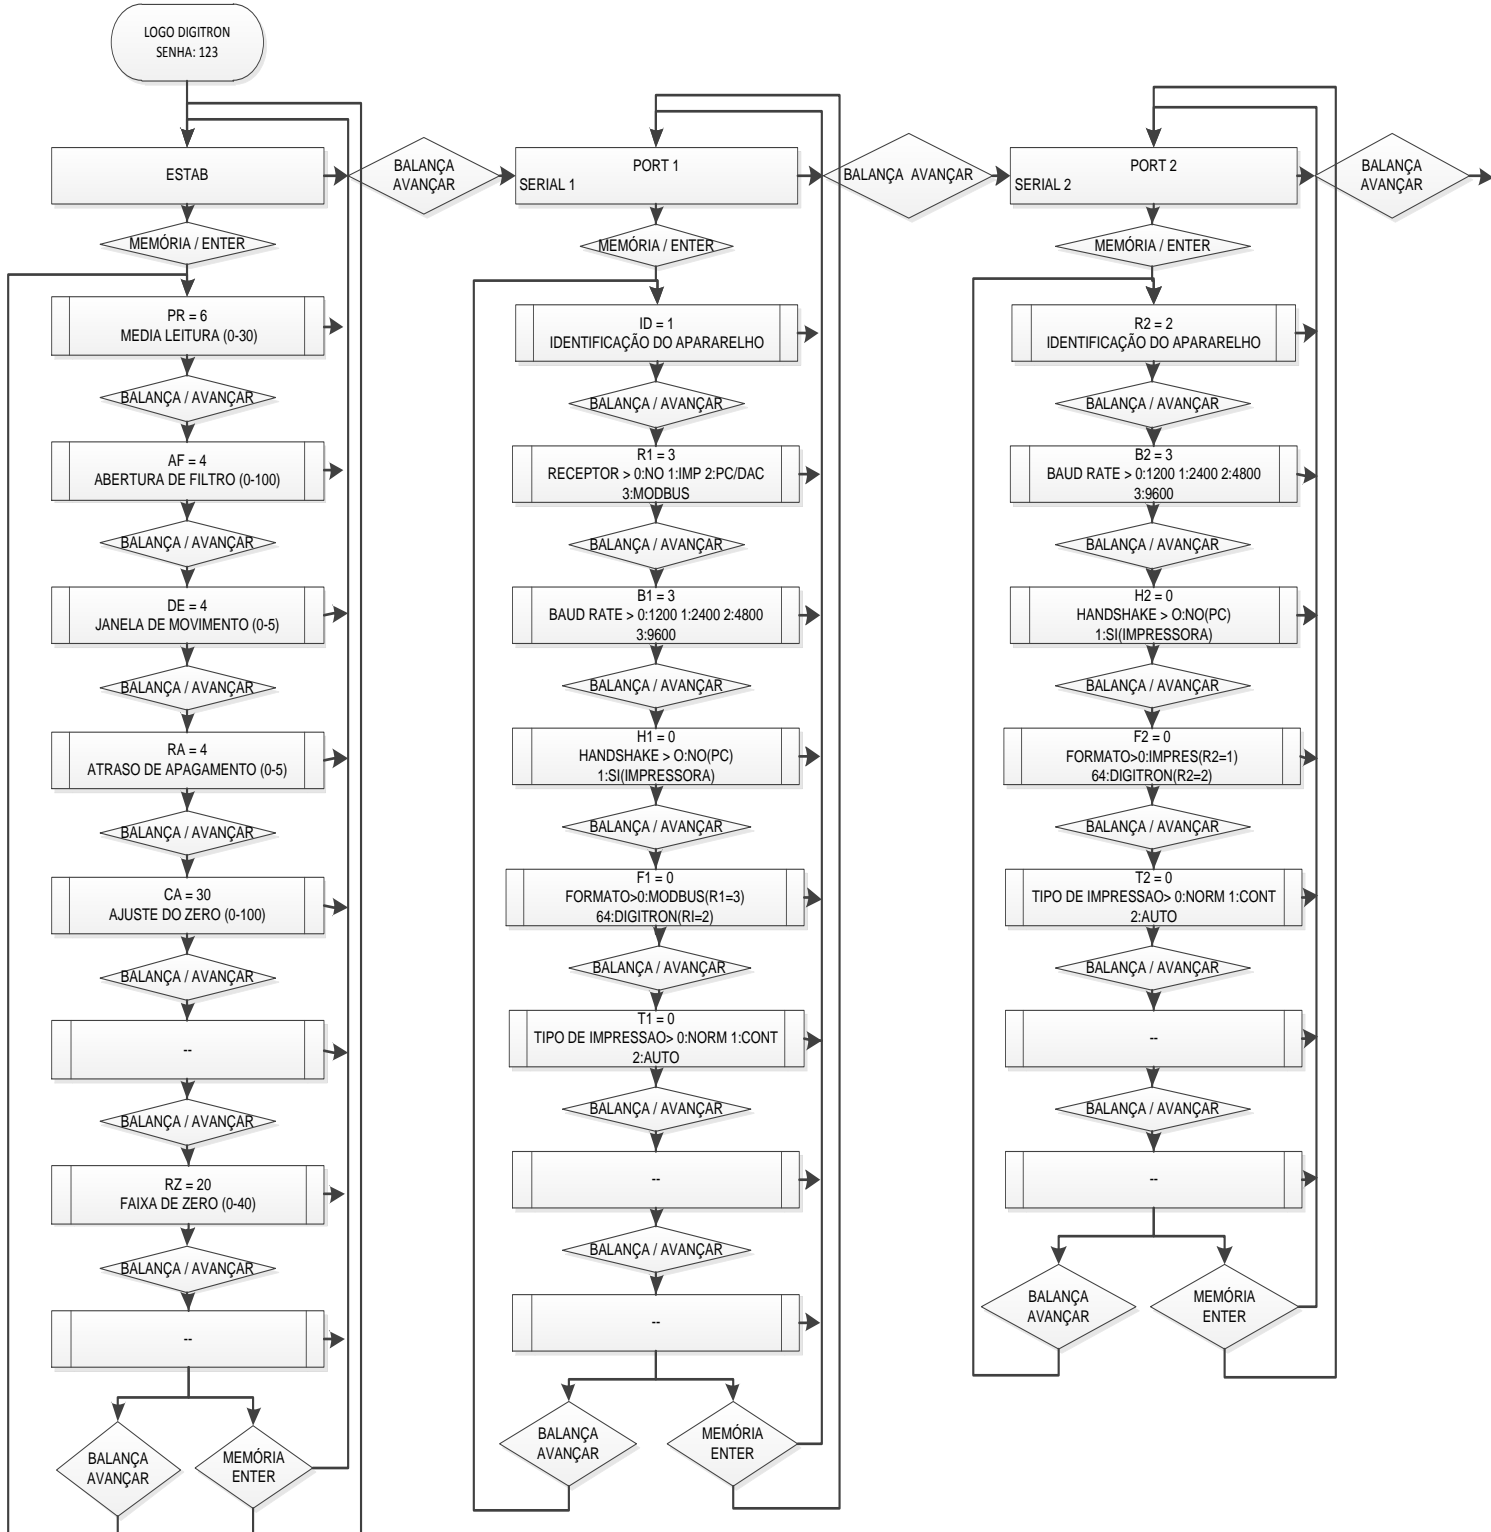 LOGO DIGITRON
SENHA: 123
ESTAB
MEMÓRIA / ENTER
PR = 6
MEDIA LEITURA (0-30)
BALANÇA / AVANÇAR
AF = 4
ABERTURA DE FILTRO (0-100)
BALANÇA / AVANÇAR
DE = 4
JANELA DE MOVIMENTO (0-5)
BALANÇA / AVANÇAR
RA = 4
ATRASO DE APAGAMENTO (0-5)
BALANÇA / AVANÇAR
CA = 30
AJUSTE DO ZERO (0-100)
BALANÇA / AVANÇAR
--
BALANÇA / AVANÇAR
RZ = 20
FAIXA DE ZERO (0-40)
BALANÇA / AVANÇAR
--
BALANÇA
AVANÇAR
MEMÓRIA
ENTER
BALANÇA
AVANÇAR
PORT 1
SERIAL 1
MEMÓRIA / ENTER
ID = 1
IDENTIFICAÇÃO DO APARARELHO
BALANÇA / AVANÇAR
R1 = 3
RECEPTOR > 0:NO 1:IMP 2:PC/DAC
3:MODBUS
BALANÇA / AVANÇAR
B1 = 3
BAUD RATE > 0:1200 1:2400 2:4800
3:9600
BALANÇA / AVANÇAR
H1 = 0
HANDSHAKE > O:NO(PC)
1:SI(IMPRESSORA)
BALANÇA / AVANÇAR
F1 = 0
FORMATO>0:MODBUS(R1=3)
64:DIGITRON(RI=2)
BALANÇA / AVANÇAR
T1 = 0
TIPO DE IMPRESSAO> 0:NORM 1:CONT
2:AUTO
BALANÇA / AVANÇAR
--
BALANÇA / AVANÇAR
--
BALANÇA
AVANÇAR
MEMÓRIA
ENTER
BALANÇA AVANÇAR
PORT 2
SERIAL 2
MEMÓRIA / ENTER
R2 = 2
IDENTIFICAÇÃO DO APARARELHO
BALANÇA / AVANÇAR
B2 = 3
BAUD RATE > 0:1200 1:2400 2:4800
3:9600
BALANÇA / AVANÇAR
H2 = 0
HANDSHAKE > O:NO(PC)
1:SI(IMPRESSORA)
BALANÇA / AVANÇAR
F2 = 0
FORMATO>0:IMPRES(R2=1)
64:DIGITRON(R2=2)
BALANÇA / AVANÇAR
T2 = 0
TIPO DE IMPRESSAO> 0:NORM 1:CONT
2:AUTO
BALANÇA / AVANÇAR
--
BALANÇA / AVANÇAR
--
BALANÇA
AVANÇAR
MEMÓRIA
ENTER
BALANÇA
AVANÇAR